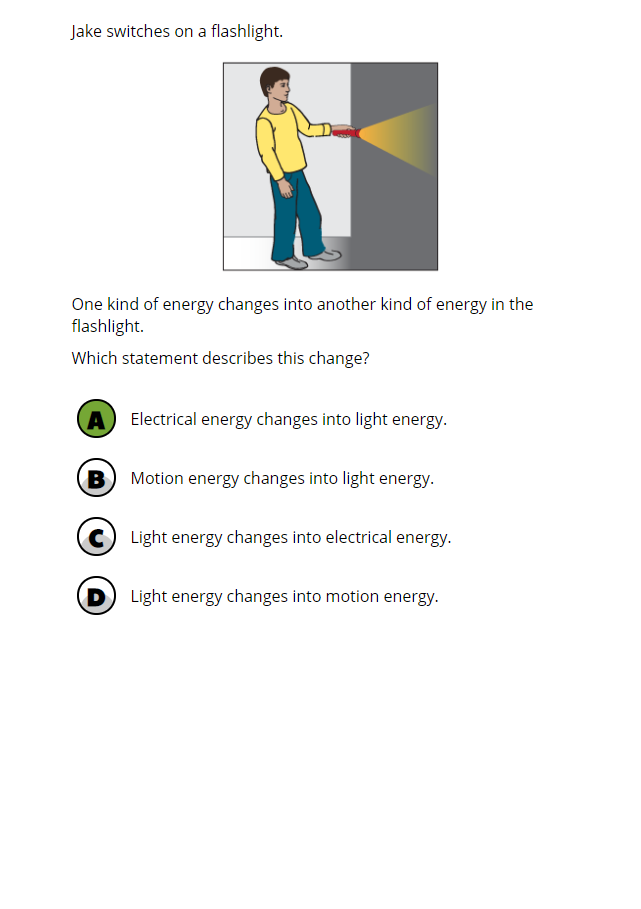 Jake switches on a flashlight.
One kind of energy changes into another kind of energy in the
flashlight.
Which statement describes this change?
A Electrical energy changes into light energy.
B Motion energy changes into light energy.
C Light energy changes into electrical energy.
D Light energy changes into motion energy.